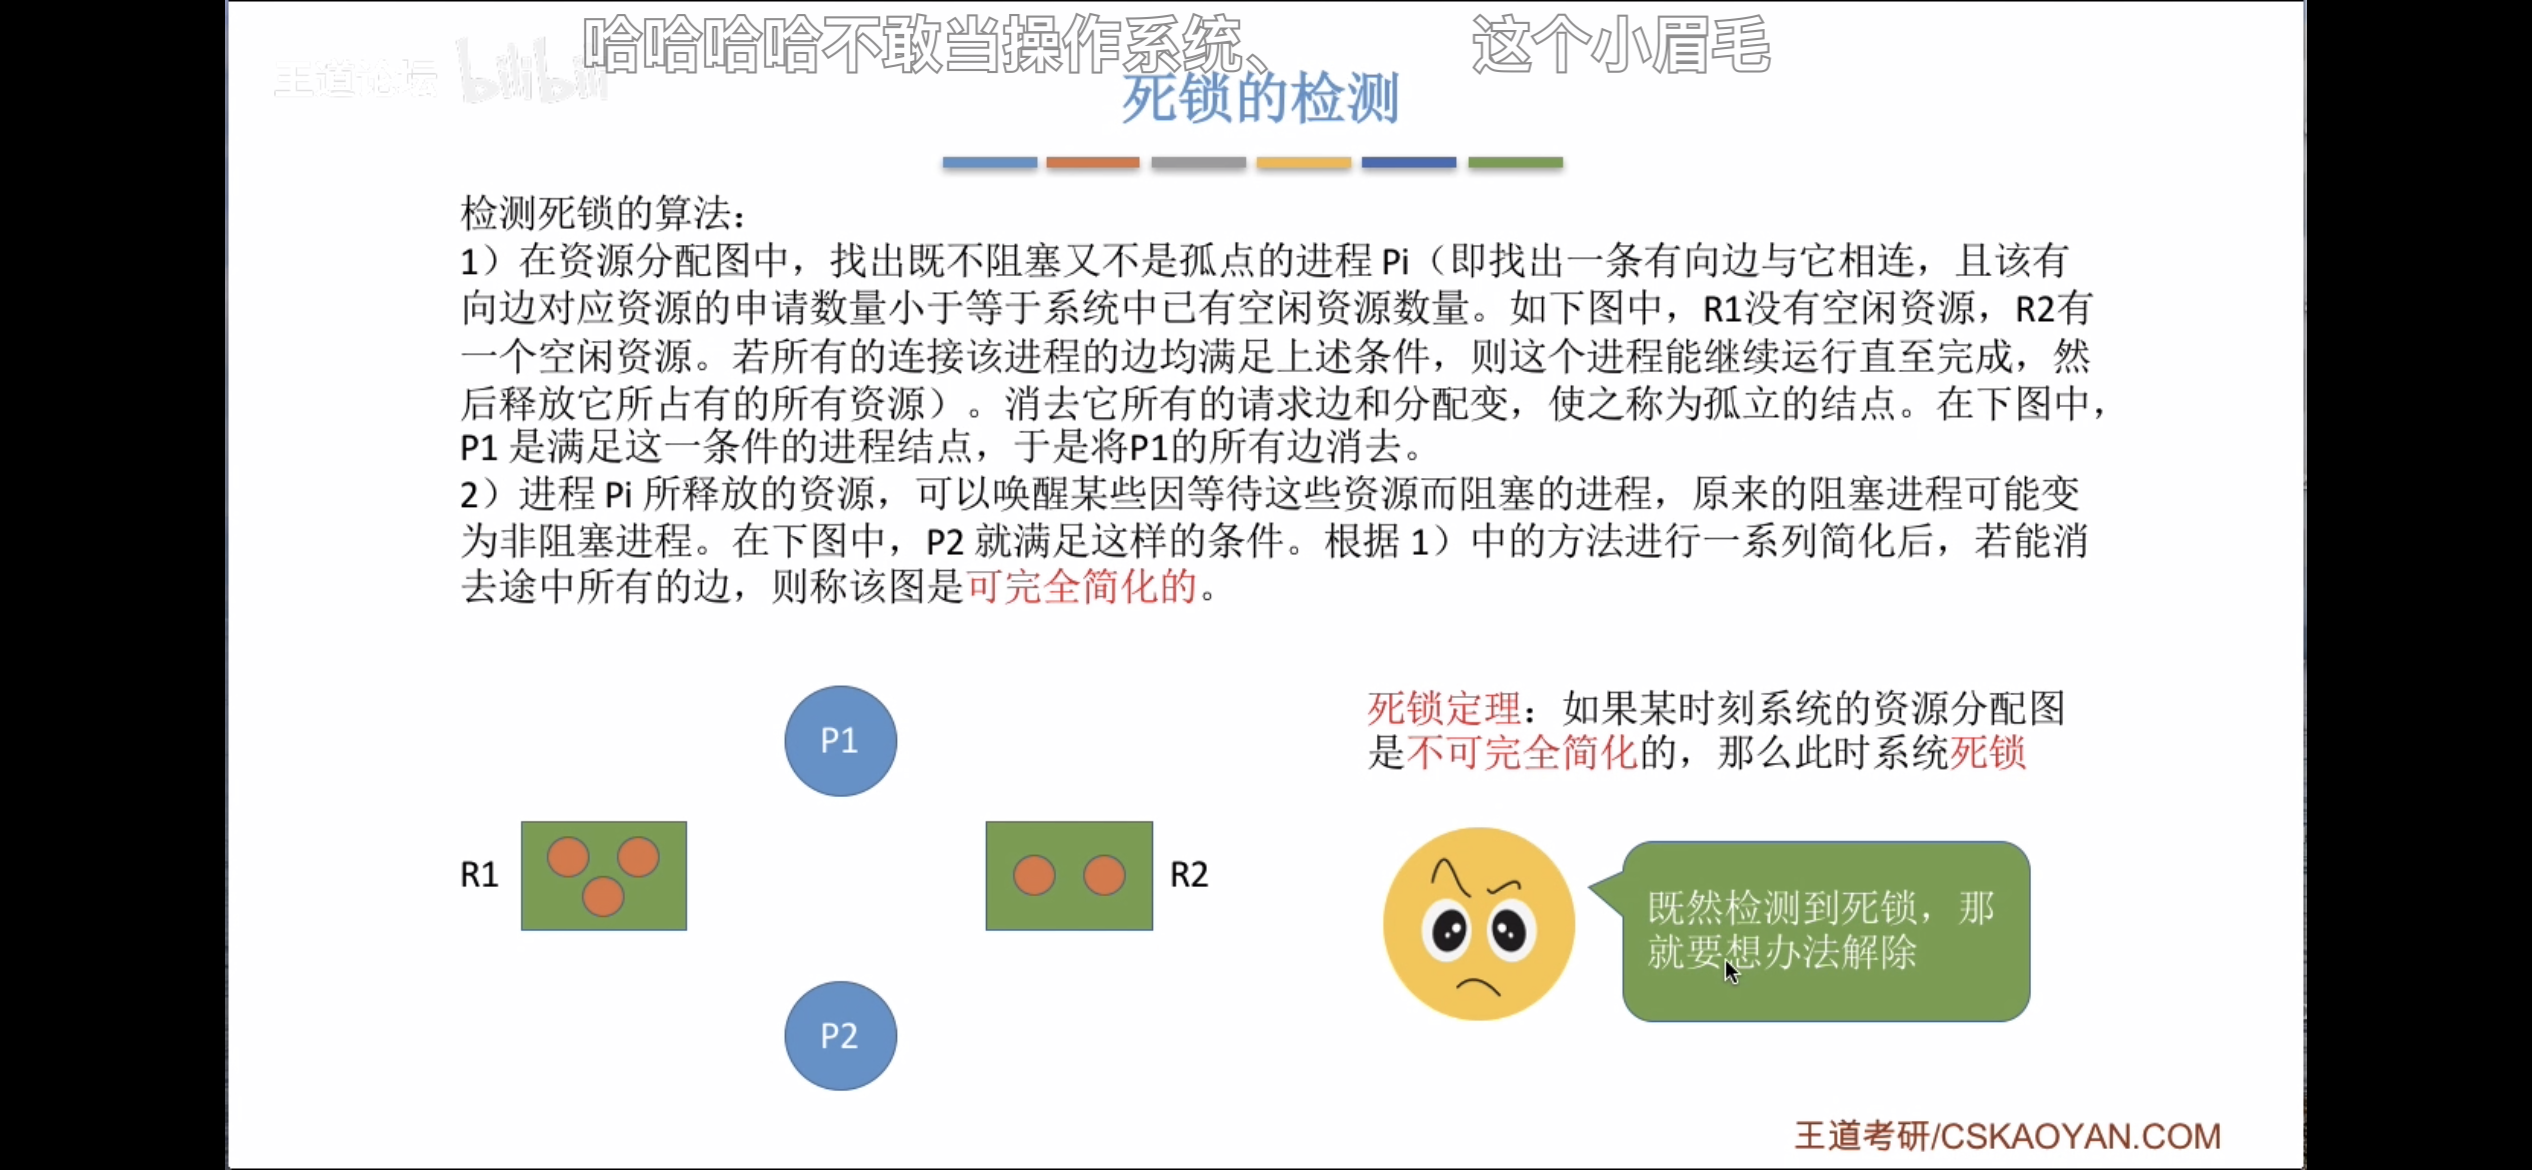 哈哈哈哈不敢当操作系统、
这个小眉毛
王道论坛 bilibili
死锁的检测
检测死锁的算法：
1）在资源分配图中，找出既不阻塞又不是孤点的进程 Pi（即找出一条有向边与它相连，且该有
向边对应资源的申请数量小于等于系统中已有空闲资源数量。如下图中，R1没有空闲资源，R2有
一个空闲资源。若所有的连接该进程的边均满足上述条件，则这个进程能继续运行直至完成，然
后释放它所占有的所有资源）。消去它所有的请求边和分配变，使之称为孤立的结点。在下图中，
P1 是满足这一条件的进程结点，于是将P1的所有边消去。
2）进程 Pi 所释放的资源，可以唤醒某些因等待这些资源而阻塞的进程，原来的阻塞进程可能变
为非阻塞进程。在下图中，P2 就满足这样的条件。根据 1）中的方法进行一系列简化后，若能消
去途中所有的边，则称该图是可完全简化的。
P1
R1
R2
P2
死锁定理：如果某时刻系统的资源分配图
是不可完全简化的，那么此时系统死锁
既然检测到死锁，那
就要想办法解除
王道考研/CSKAOYAN.COM